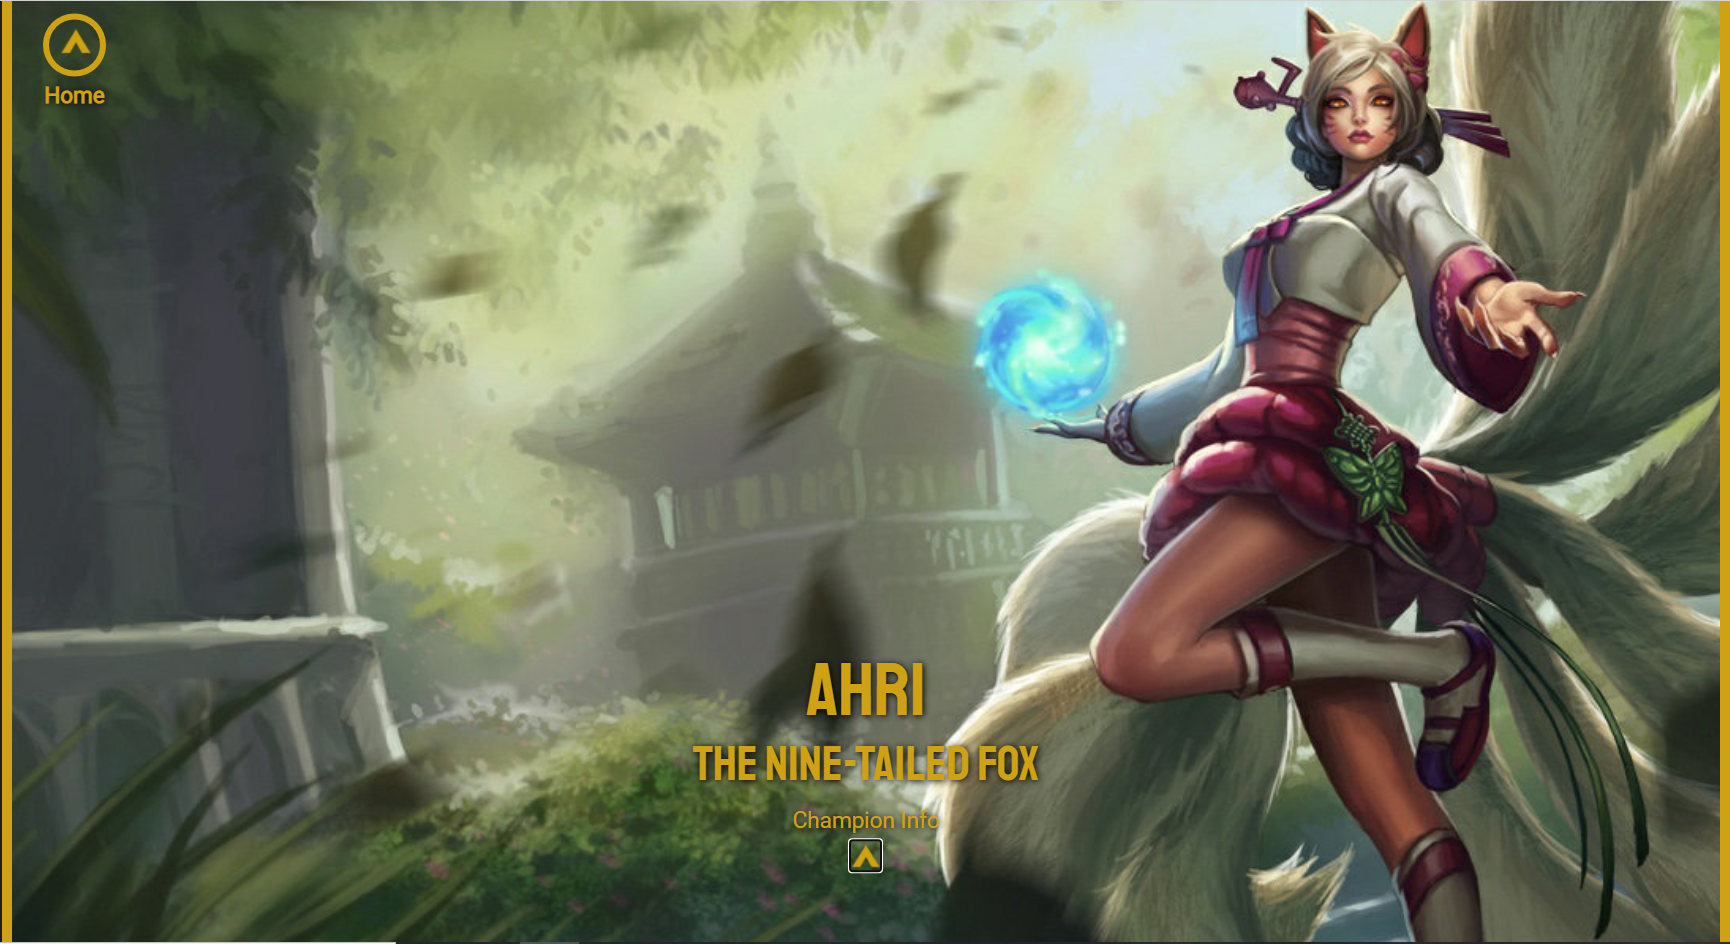 Home
AHRI
THE NINE-TAILED FOX
Champion Info